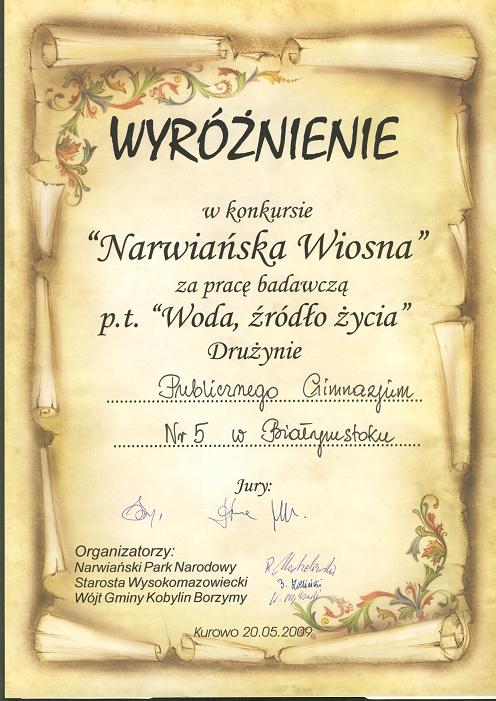 WYRÓŻNIENIE
w konkursie
"Narwiańska Wiosna"
za pracę badawczą
p.t. "Woda, źródło życia"
Drużynie
Publicznego Gimnazjum
Nr 5 w Białymstoku
Jury:
Organizatorzy:
Narwiański Park Narodowy
Starosta Wysokomazowiecki
Wójt Gminy Kobylin Borzymy
Kurowo 20.05.2009